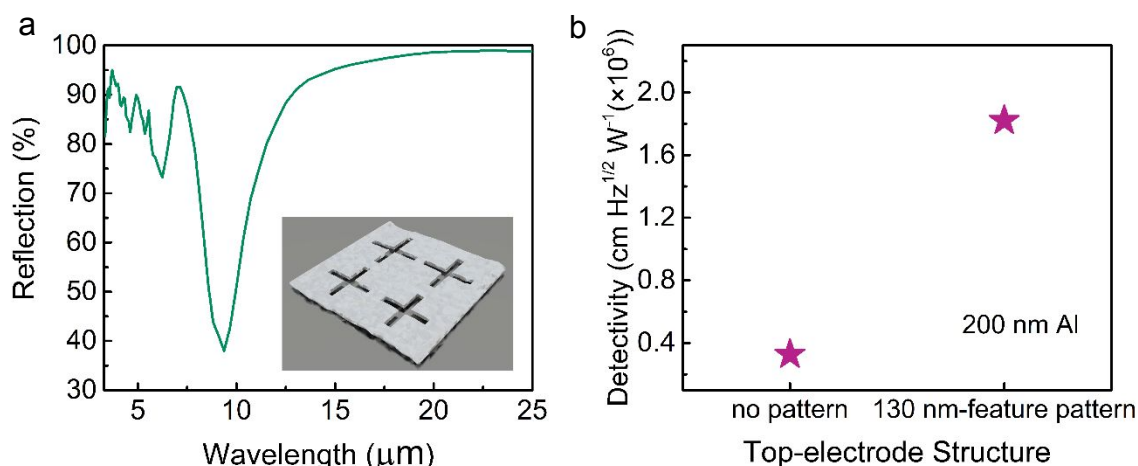 a
100
90
80
70
60
50
40
30
Reflection (%)
5 10 15 20 25
Wavelength (μm)
b
2.0
1.6
1.2
0.8
0.4
Detectivity (cm Hz^1/2 W^-1(×10^6)
200 nm Al
no pattern 130 nm-feature pattern
Top-electrode Structure